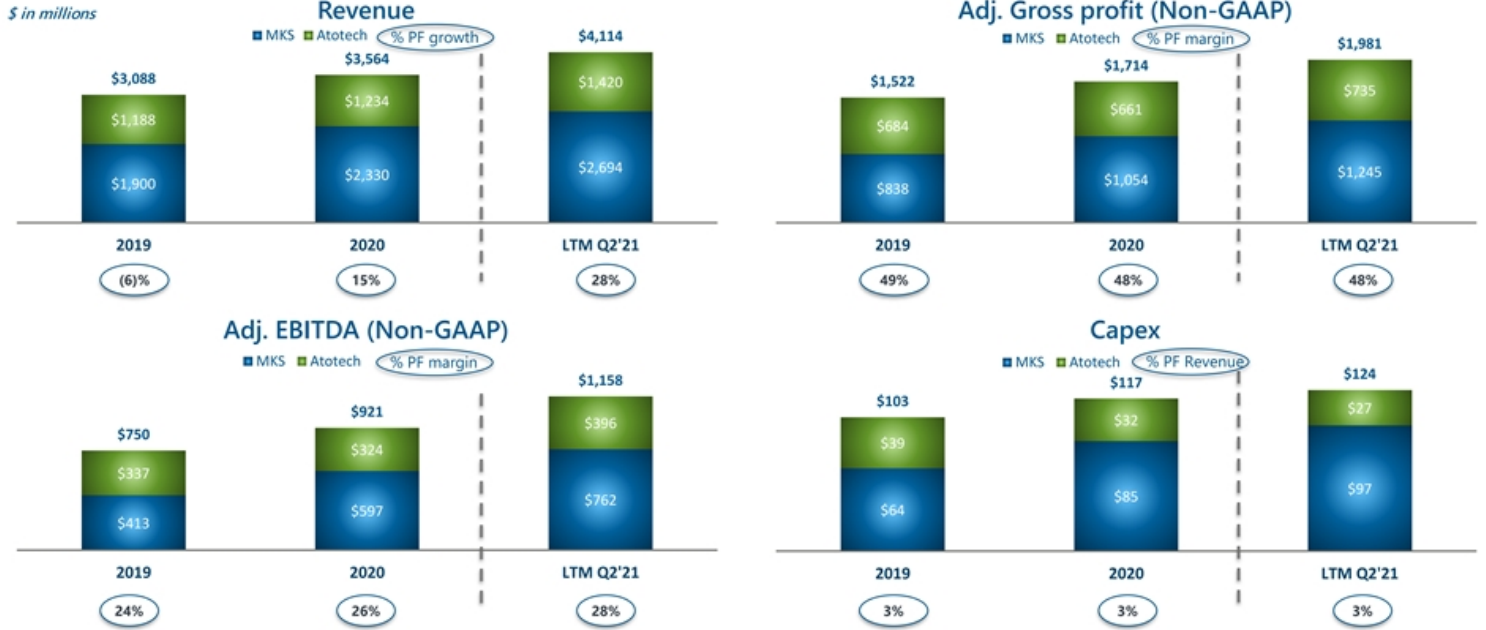 $ in millions
Revenue
MKS Atotech % PF growth
$3,088
$3,564
$4,114
$1,188
$1,234
$1,420
$1,900
$2,330
$2,694
2019 2020 LTM Q2'21
(6)% 15% 28%
Adj. Gross profit (Non-GAAP)
MKS Atotech % PF margin
$1,522
$1,714
$1,981
$684
$661
$735
$838
$1,054
$1,245
2019 2020 LTM Q2'21
49% 48% 48%
Adj. EBITDA (Non-GAAP)
MKS Atotech % PF margin
$750
$921
$1,158
$337
$324
$396
$413
$597
$762
2019 2020 LTM Q2'21
24% 26% 28%
Capex
MKS Atotech % PF Revenue
$103
$117
$124
$39
$32
$27
$64
$85
$97
2019 2020 LTM Q2'21
3% 3% 3%